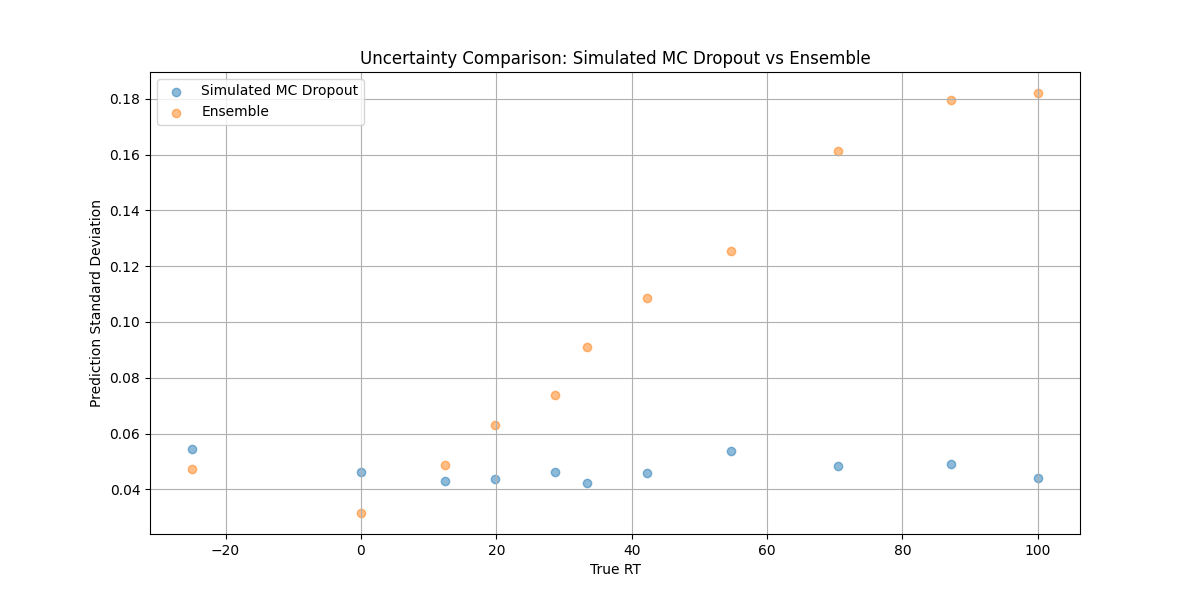 Uncertainty Comparison: Simulated MC Dropout vs Ensemble
Simulated MC Dropout
Ensemble
Prediction Standard Deviation
0.18
0.16
0.14
0.12
0.10
0.08
0.06
0.04
−20 0 20 40 60 80 100
True RT